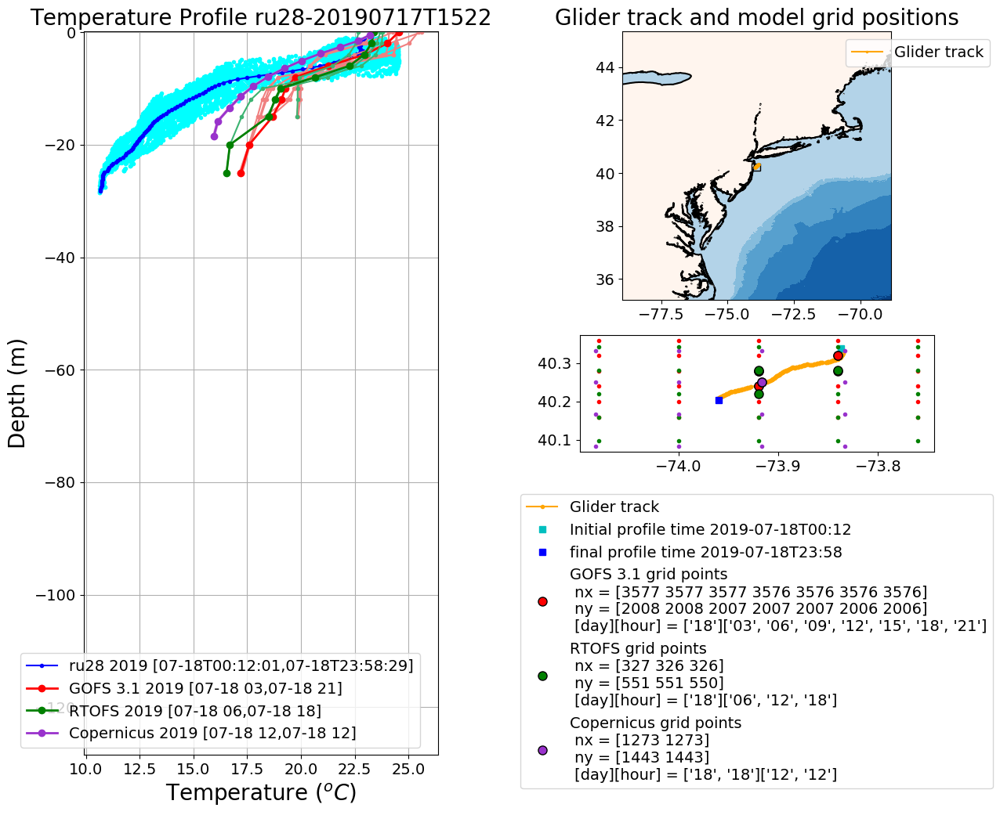 Temperature Profile ru28-20190717T1522
0
−20
−40
−60
−80
−100
−120
Depth (m)
10.0 12.5 15.0 17.5 20.0 22.5 25.0
Temperature (°C)
ru28 2019 [07-18T00:12:01,07-18T23:58:29]
GOFS 3.1 2019 [07-18 03,07-18 21]
RTOFS 2019 [07-18 06,07-18 18]
Copernicus 2019 [07-18 12,07-18 12]
Glider track and model grid positions
Glider track
44
42
40
38
36
−77.5 −75.0 −72.5 −70.0
40.3
40.2
40.1
−74.0 −73.9 −73.8
Glider track
Initial profile time 2019-07-18T00:12
final profile time 2019-07-18T23:58
GOFS 3.1 grid points
nx = [3577 3577 3577 3576 3576 3576 3576]
ny = [2008 2008 2007 2007 2007 2006 2006]
[day][hour] = ['18']['03', '06', '09', '12', '15', '18', '21']
RTOFS grid points
nx = [327 326 326]
ny = [551 551 550]
[day][hour] = ['18']['06', '12', '18']
Copernicus grid points
nx = [1273 1273]
ny = [1443 1443]
[day][hour] = ['18', '18']['12', '12']